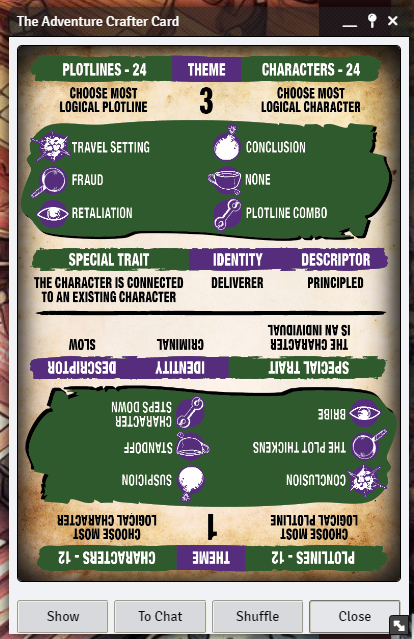 The Adventure Crafter Card
PLOTLINES - 24 THEME CHARACTERS - 24
CHOOSE MOST LOGICAL PLOTLINE
3
CHOOSE MOST LOGICAL CHARACTER
TRAVEL SETTING
CONCLUSION
FRAUD
NONE
RETALIATION
PLOTLINE COMBO
SPECIAL TRAIT IDENTITY DESCRIPTOR
THE CHARACTER IS CONNECTED TO AN EXISTING CHARACTER
DELIVERER
PRINCIPLED
PLOTLINES - 12 THEME CHARACTERS - 12
CHOOSE MOST LOGICAL PLOTLINE
1
CHOOSE MOST LOGICAL CHARACTER
CONCLUSION
SUSPICION
THE PLOT THICKENS
STANDOFF
BRIBE
CHARACTER STEPS DOWN
SPECIAL TRAIT IDENTITY DESCRIPTOR
THE CHARACTER IS AN INDIVIDUAL
CRIMINAL
SLOW
Show To Chat Shuffle Close